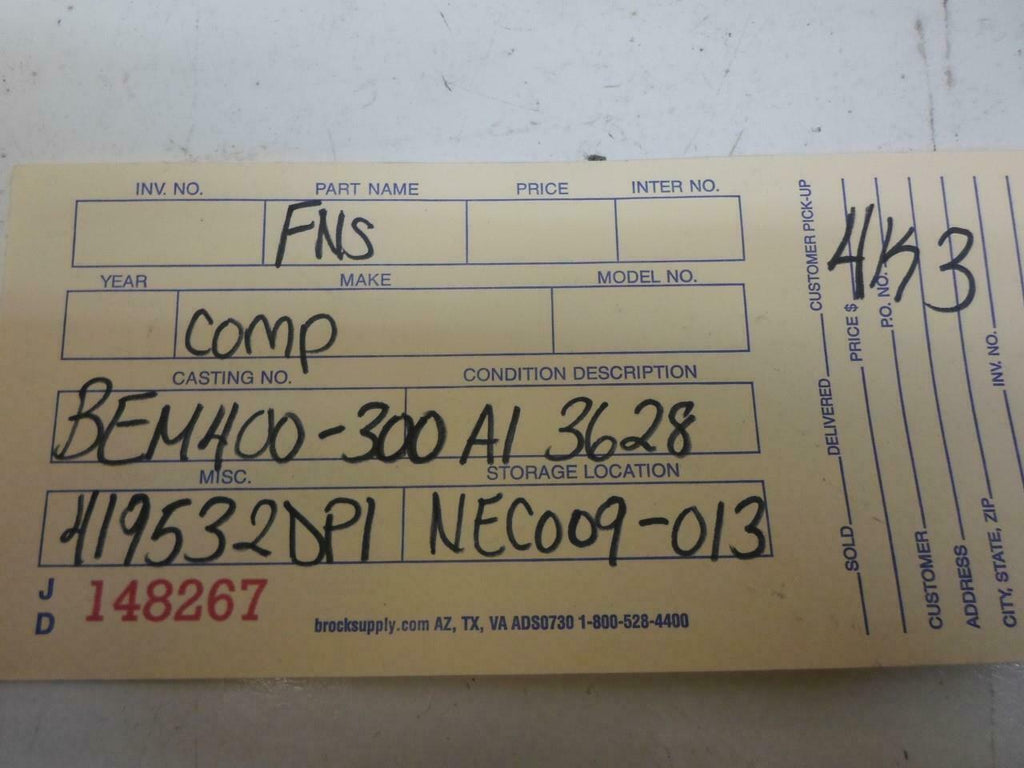 INV. NO. PART NAME PRICE INTER NO.
FNS
YEAR MAKE MODEL NO.
comp
CASTING NO. CONDITION DESCRIPTION
BEM400-300 A1 3628
MISC. STORAGE LOCATION
419532DP1 NEC009-013
J D 148267
brocksupply.com AZ, TX, VA ADS0730 1-800-528-4400
SOLD DELIVERED CUSTOMER PICK-UP
PRICE $
P.O. NO.
4K3
CUSTOMER
ADDRESS
CITY, STATE, ZIP INV. NO.